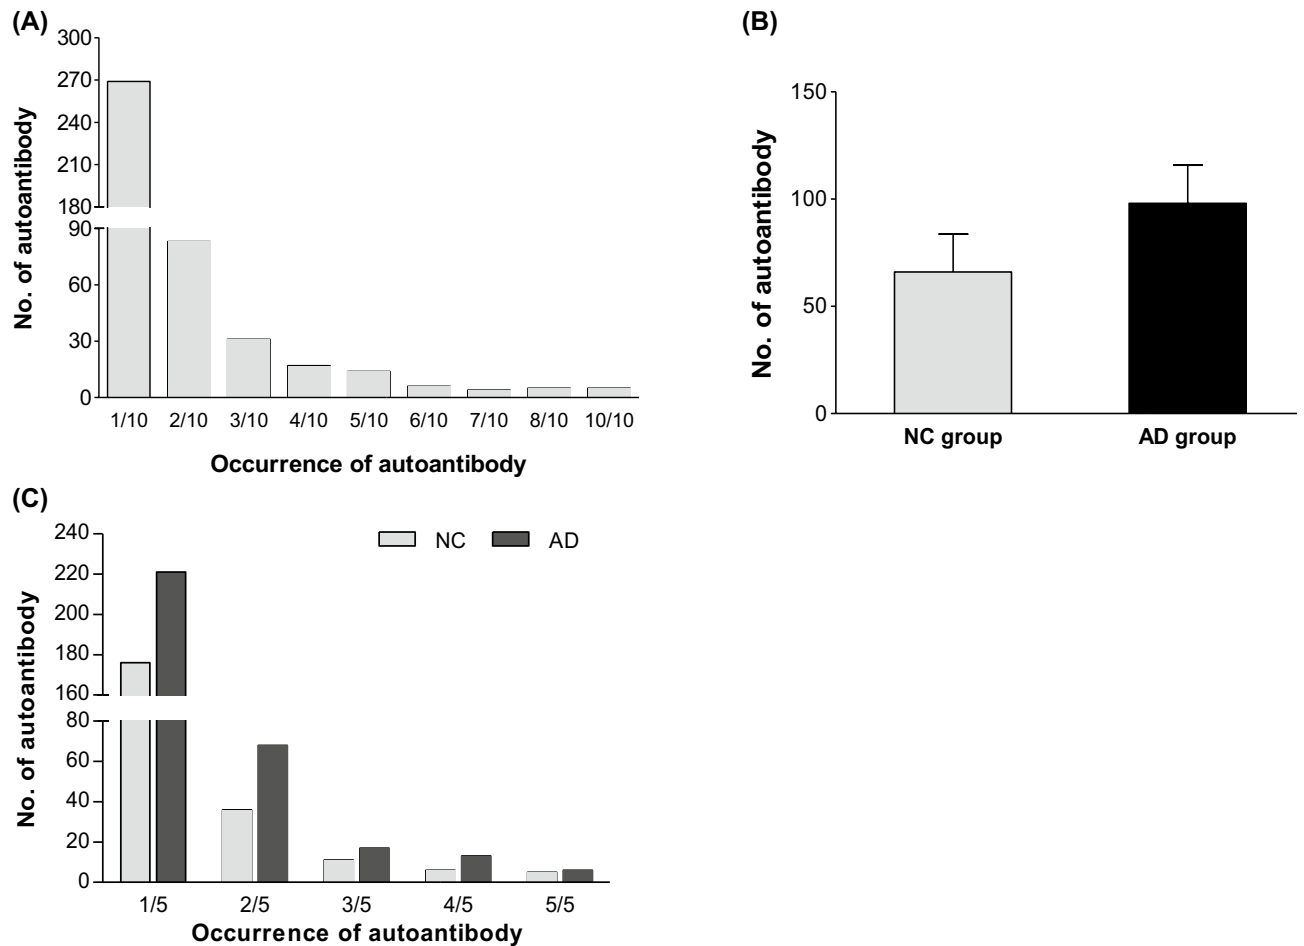 (A)
300
270
240
210
180
90
60
30
0
No. of autoantibody
1/10 2/10 3/10 4/10 5/10 6/10 7/10 8/10 10/10
Occurrence of autoantibody
(B)
150
100
50
0
No. of autoantibody
NC group AD group
(C)
240
220
200
180
160
80
60
40
20
0
No. of autoantibody
NC AD
1/5 2/5 3/5 4/5 5/5
Occurrence of autoantibody